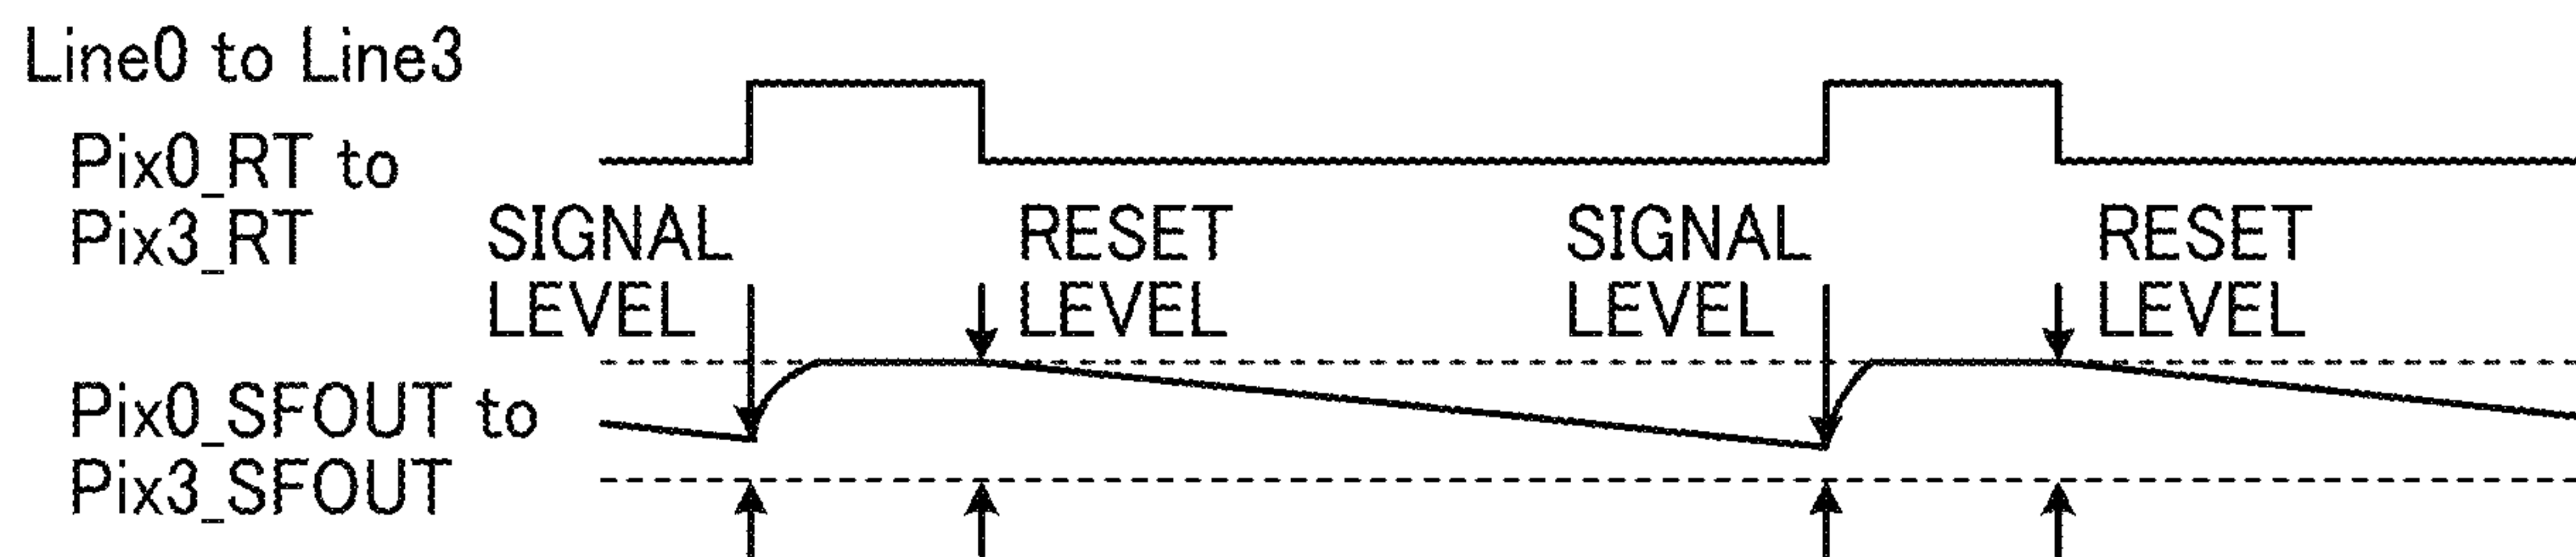 Line0 to Line3
Pix0_RT to
Pix3_RT
SIGNAL
LEVEL
RESET
LEVEL
SIGNAL
LEVEL
RESET
LEVEL
Pix0_SFOUT to
Pix3_SFOUT